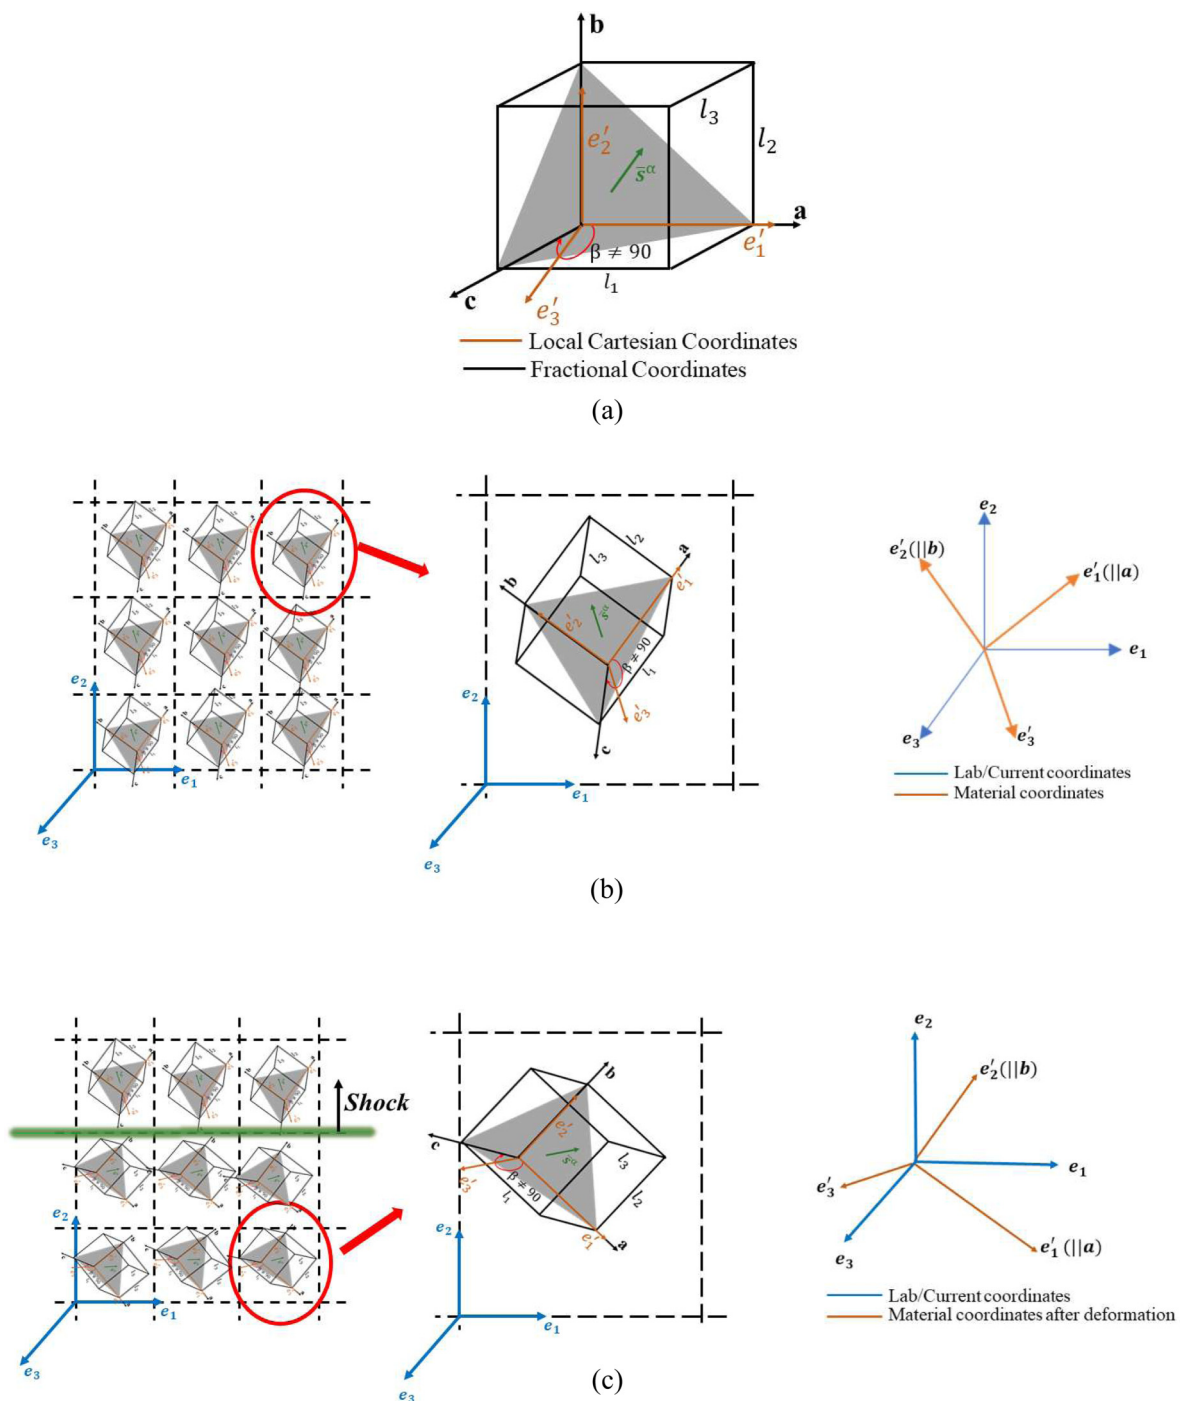 b
l₃
l₂
e′₂
s̄ᵅ
a
e′₁
β ≠ 90
l₁
c
e′₃
Local Cartesian Coordinates
Fractional Coordinates
(a)
e₂
e₁
e₃
l₂
l₃
a
e′₁
b
e′₂
s̄ᵅ
β ≠ 90
l₁
e′₃
c
e₂
e₁
e₃
e₂
e′₂(||b)
e′₁(||a)
e₁
e₃
e′₃
Lab/Current coordinates
Material coordinates
(b)
Shock
e₂
e₁
e₃
b
e′₂
c
s̄ᵅ
l₃
e₃′
β ≠ 90
l₁
l₂
e′₁
a
e₂
e₁
e₃
e₂
e′₂(||b)
e₁
e′₃
e₃
e′₁ (||a)
Lab/Current coordinates
Material coordinates after deformation
(c)